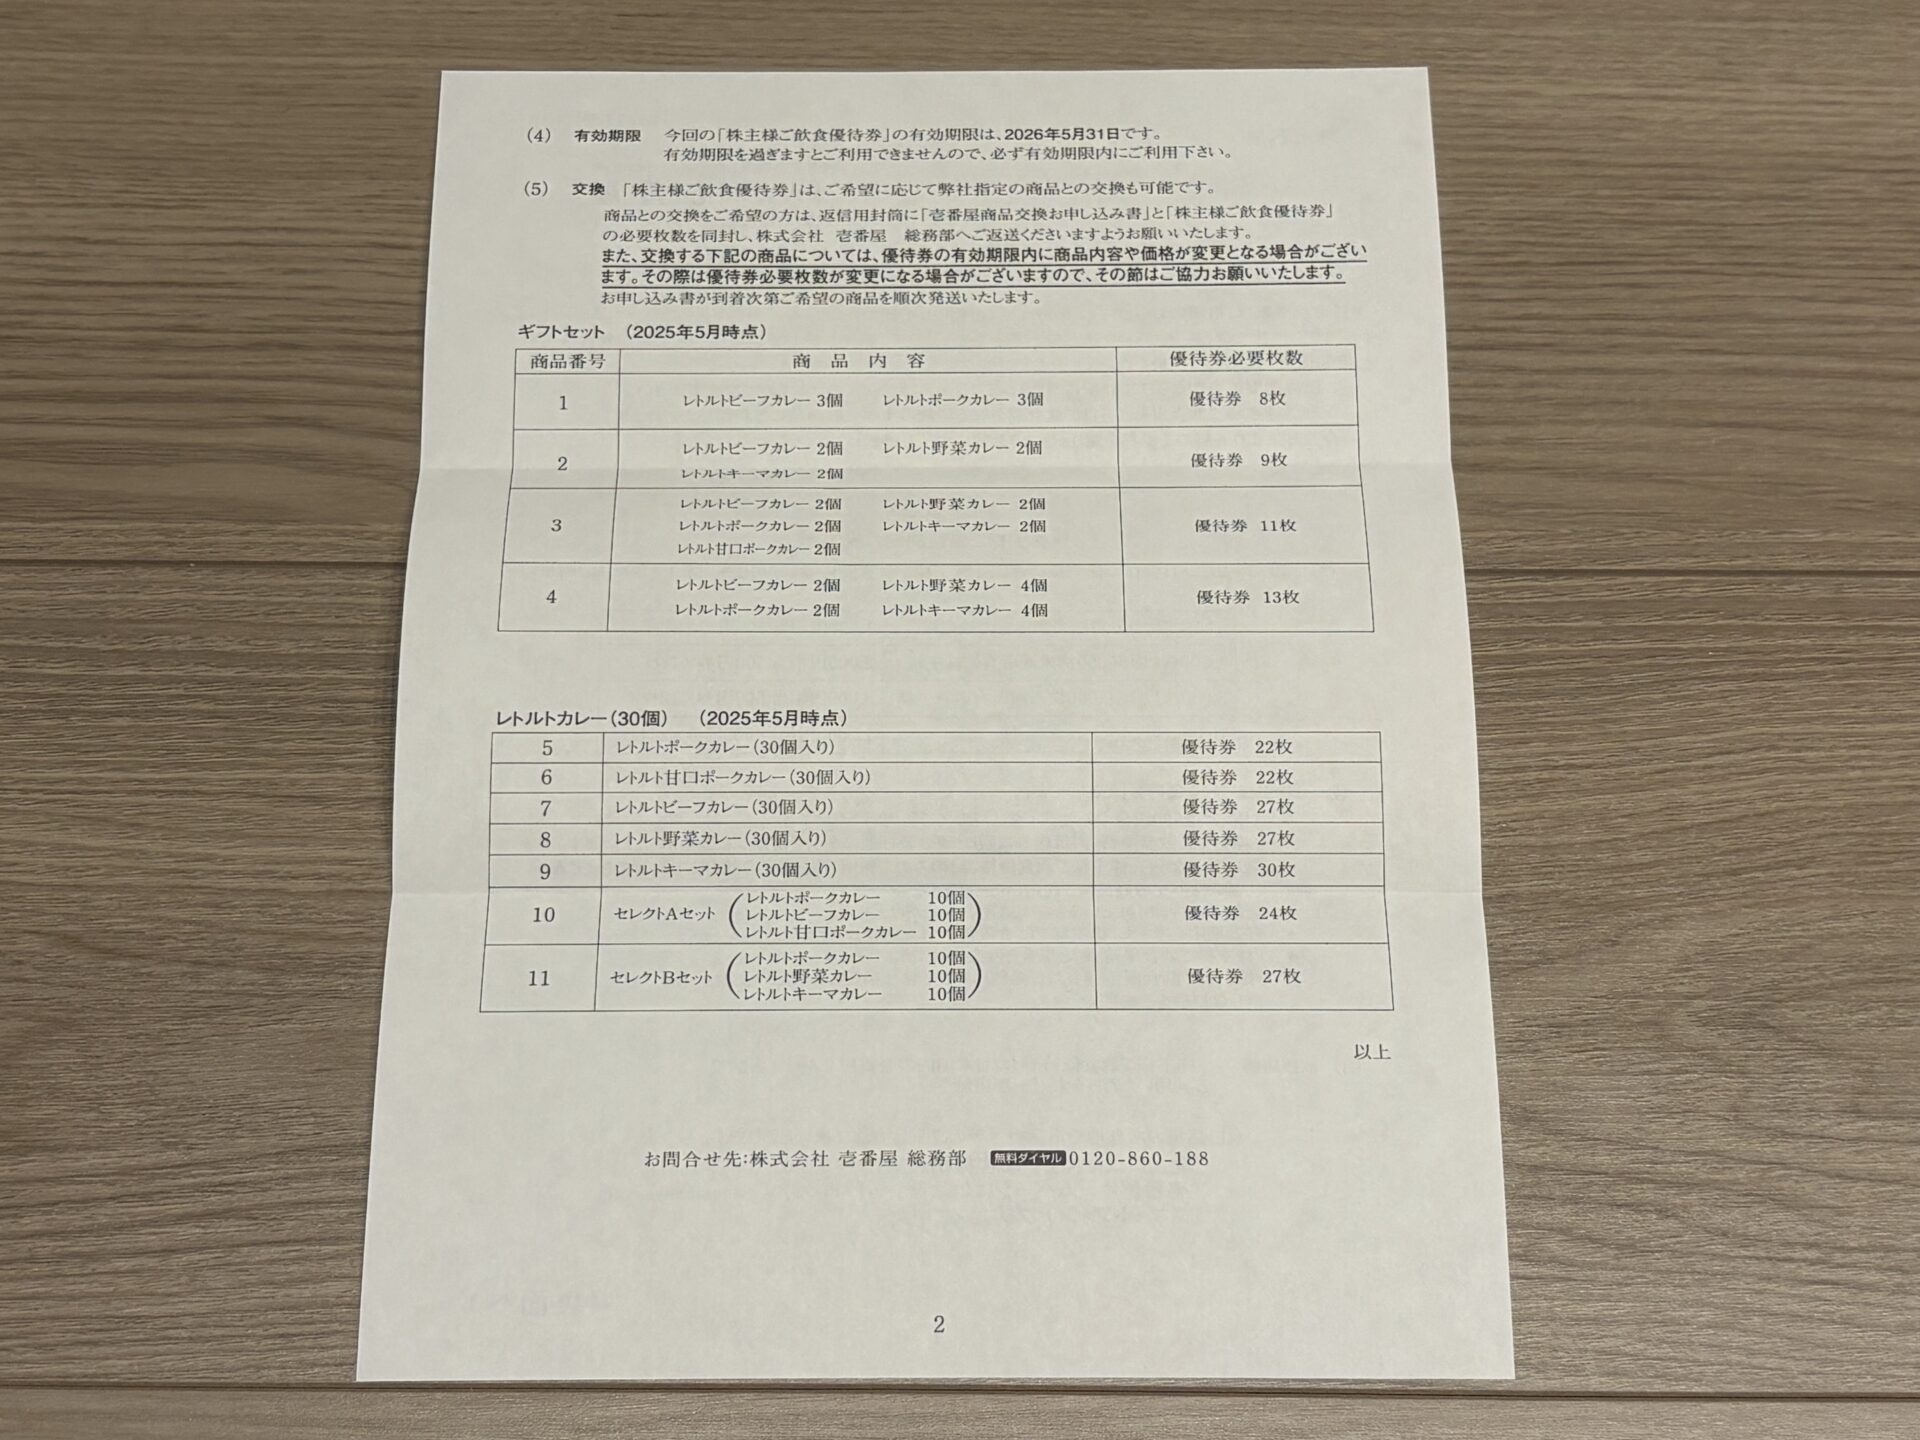 (4) 有効期限 今回の「株主様ご飲食優待券」の有効期限は、2026年5月31日です。
有効期限を過ぎますとご利用できませんので、必ず有効期限内にご利用下さい。
(5) 交換 「株主様ご飲食優待券」は、ご希望に応じて弊社指定の商品との交換も可能です。
商品との交換をご希望の方は、返信用封筒に「壱番屋商品交換お申し込み書」と「株主様ご飲食優待券」
の必要枚数を同封し、株式会社 壱番屋 総務部へご返送くださいますようお願いいたします。
また、交換する下記の商品については、優待券の有効期限内に商品内容や価格が変更となる場合がござい
ます。その際は優待券必要枚数が変更になる場合がございますので、その節はご協力お願いいたします。
お申し込み書が到着次第ご希望の商品を順次発送いたします。
ギフトセット (2025年5月時点)
商品番号 商品内容 優待券必要枚数
1 レトルトビーフカレー 3個 レトルトポークカレー 3個 優待券 8枚
2 レトルトビーフカレー 2個 レトルト野菜カレー 2個 優待券 9枚
レトルトキーマカレー 2個
レトルトビーフカレー 2個 レトルト野菜カレー 2個
3 レトルトポークカレー 2個 レトルトキーマカレー 2個 優待券 11枚
レトルト甘口ポークカレー 2個
4 レトルトビーフカレー 2個 レトルト野菜カレー 4個 優待券 13枚
レトルトポークカレー 2個 レトルトキーマカレー 4個
レトルトカレー(30個) (2025年5月時点)
5 レトルトポークカレー(30個入り) 優待券 22枚
6 レトルト甘口ポークカレー(30個入り) 優待券 22枚
7 レトルトビーフカレー(30個入り) 優待券 27枚
8 レトルト野菜カレー(30個入り) 優待券 27枚
9 レトルトキーマカレー(30個入り) 優待券 30枚
レトルトポークカレー 10個
10 セレクトAセット レトルトビーフカレー 10個 優待券 24枚
レトルト甘口ポークカレー 10個
レトルトポークカレー 10個
11 セレクトBセット レトルト野菜カレー 10個 優待券 27枚
レトルトキーマカレー 10個
以上
お問合せ先:株式会社 壱番屋 総務部 無料ダイヤル 0120-860-188
2